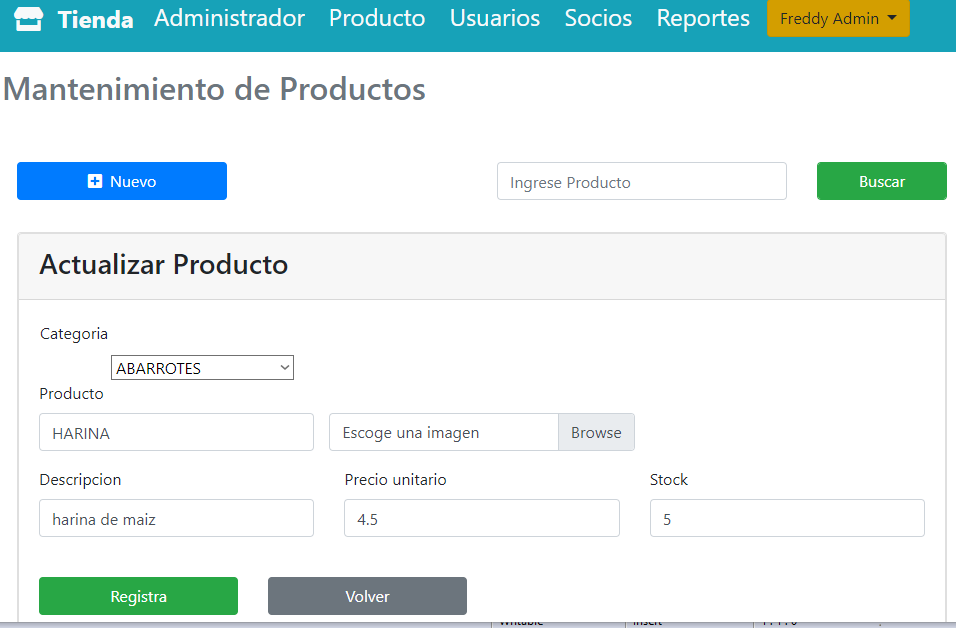 Tienda Administrador Producto Usuarios Socios Reportes Freddy Admin
Mantenimiento de Productos
Nuevo Ingrese Producto Buscar
Actualizar Producto
Categoria
ABARROTES
Producto
HARINA Escoge una imagen Browse
Descripcion Precio unitario Stock
harina de maiz 4.5 5
Registra Volver